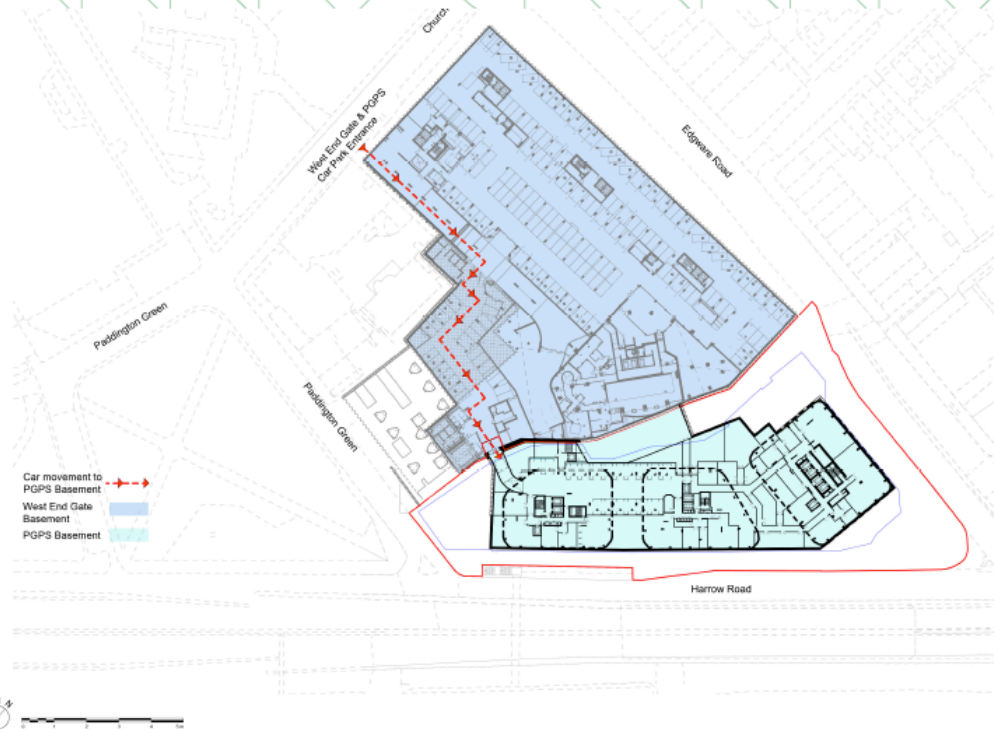 Church
West End Gate & PGPS
Car Park Entrance
Edgware Road
Paddington Green
Paddington Green
Car movement to
PGPS Basement
West End Gate
Basement
PGPS Basement
Harrow Road
N